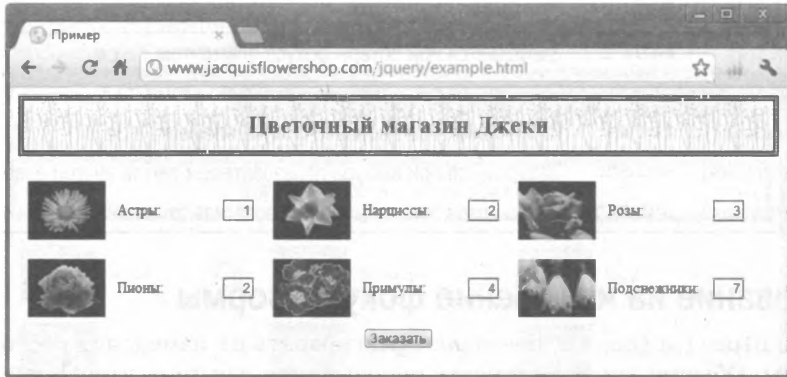 Пример
www.jacquisflowershop.com/jquery/example.html
Цветочный магазин Джеки
Астры: 1 Нарциссы: 2 Розы: 3
Пионы: 2 Примулы: 4 Подснежники: 7
Заказать